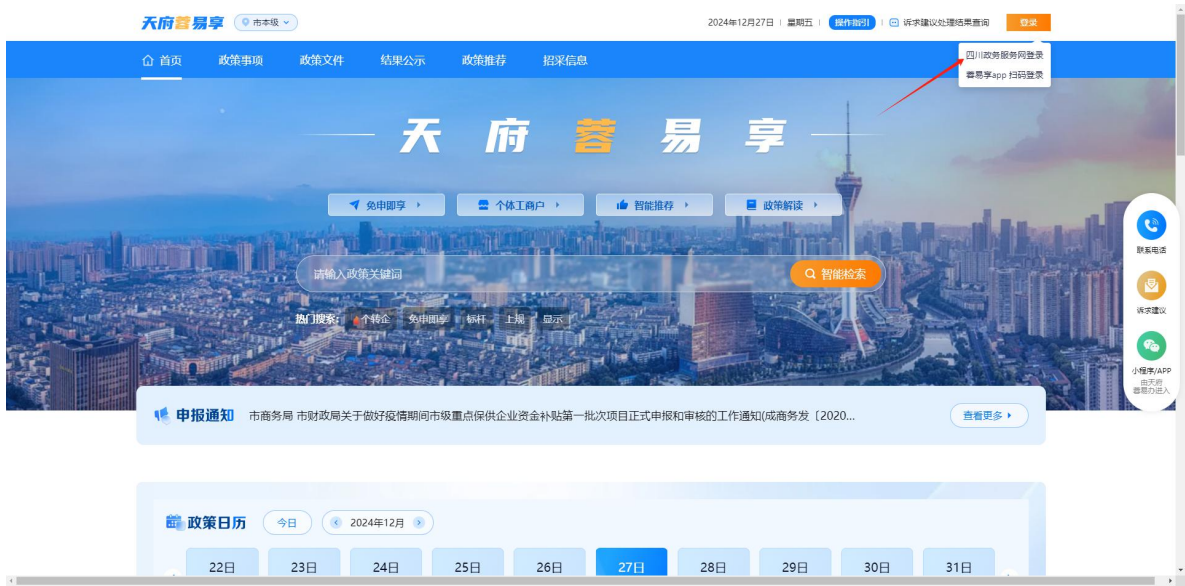 天府蓉易享 市本级 2024年12月27日 星期五 操作指引 诉求建议处理结果查询 登录
四川政务服务网登录
蓉易享app 扫码登录
首页 政策事项 政策文件 结果公示 政策推荐 招采信息
天府蓉易享
免申即享 个体工商户 智能推荐 政策解读
请输入政策关键词 智能检索
热门搜索: 个转企 免申即享 标杆 上规 显示
联系电话
诉求建议
小程序/APP
由天府
蓉易办进入
申报通知 市商务局 市财政局关于做好疫情期间市级重点保供企业资金补贴第一批次项目正式申报和审核的工作通知(成商务发〔2020... 查看更多
政策日历 今日 2024年12月
22日 23日 24日 25日 26日 27日 28日 29日 30日 31日